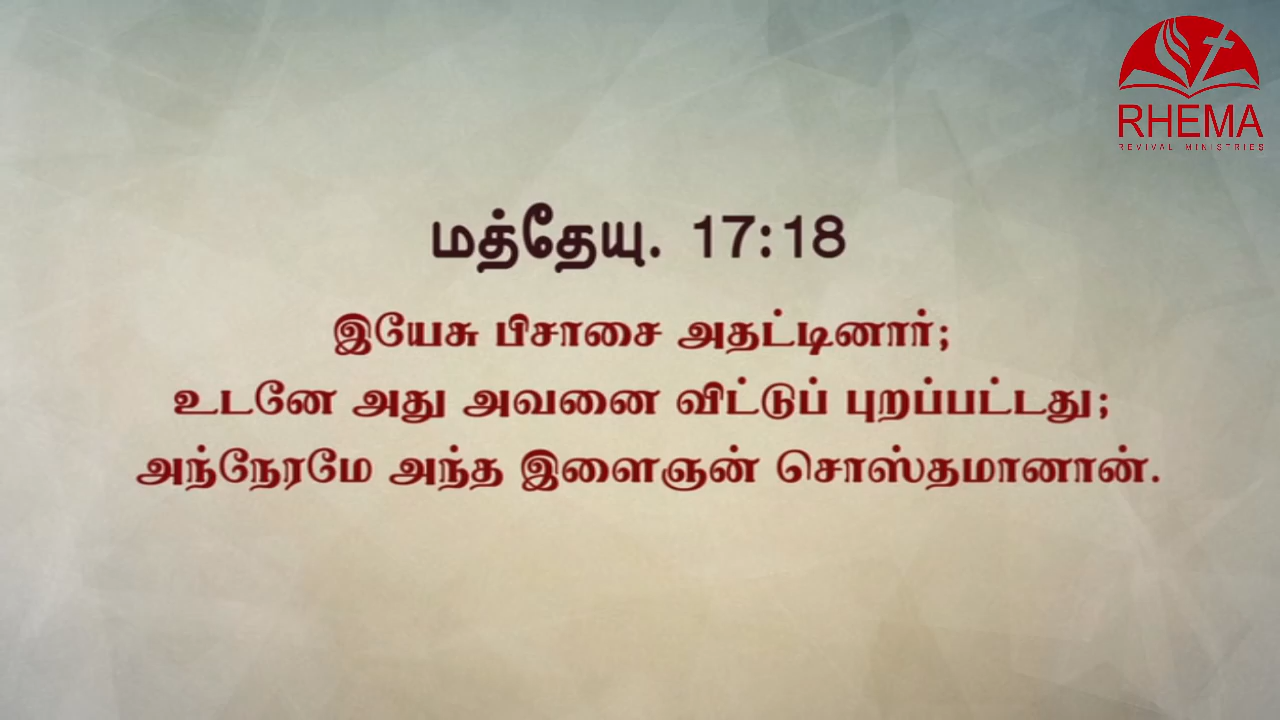 RHEMA
REVIVAL MINISTRIES
மத்தேயு. 17:18
இயேசு பிசாசை அதட்டினார்;
உடனே அது அவனை விட்டுப் புறப்பட்டது;
அந்நேரமே அந்த இளைஞன் சொஸ்தமானான்.